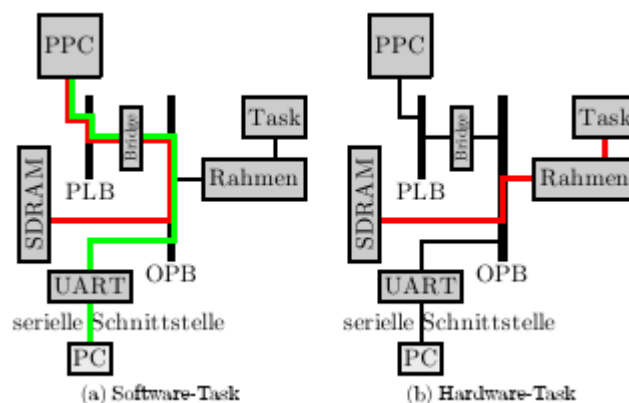 PPC
Bridge
Task
Rahmen
PLB
SDRAM
OPB
UART
serielle Schnittstelle
PC
(a) Software-Task
PPC
Bridge
Task
Rahmen
PLB
SDRAM
OPB
UART
serielle Schnittstelle
PC
(b) Hardware-Task